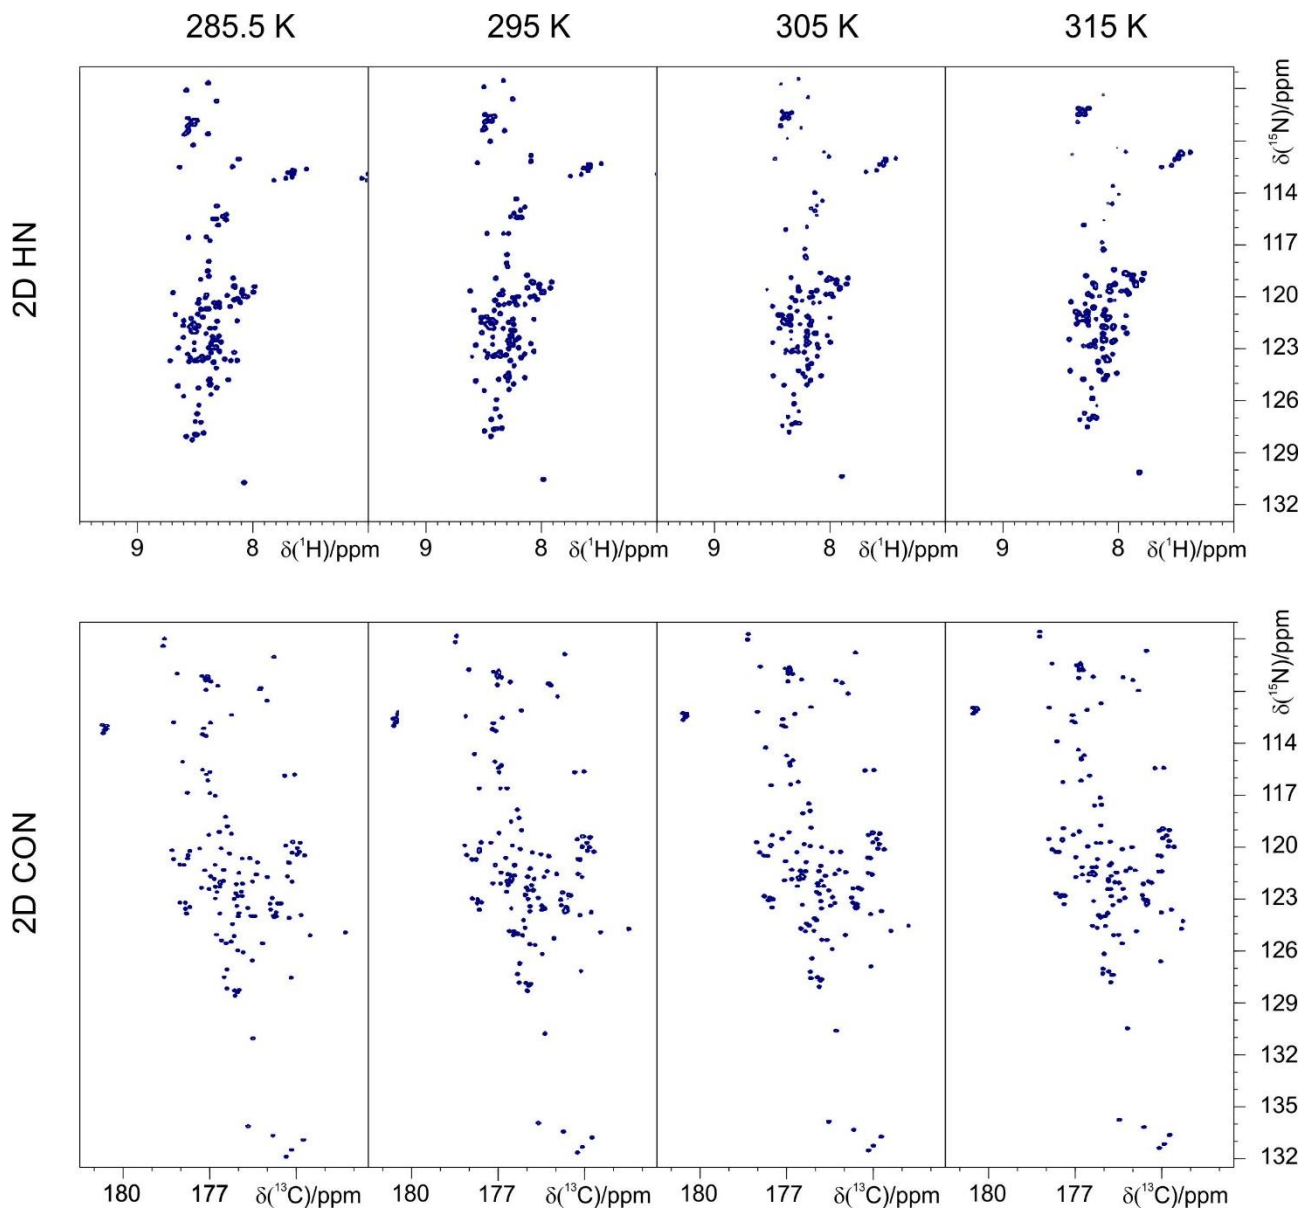 285.5 K 295 K 305 K 315 K
2D HN
δ(¹⁵N)/ppm
114
117
120
123
126
129
132
9 8 δ(¹H)/ppm 9 8 δ(¹H)/ppm 9 8 δ(¹H)/ppm 9 8 δ(¹H)/ppm
2D CON
δ(¹⁵N)/ppm
114
117
120
123
126
129
132
135
132
180 177 δ(¹³C)/ppm 180 177 δ(¹³C)/ppm 180 177 δ(¹³C)/ppm 180 177 δ(¹³C)/ppm